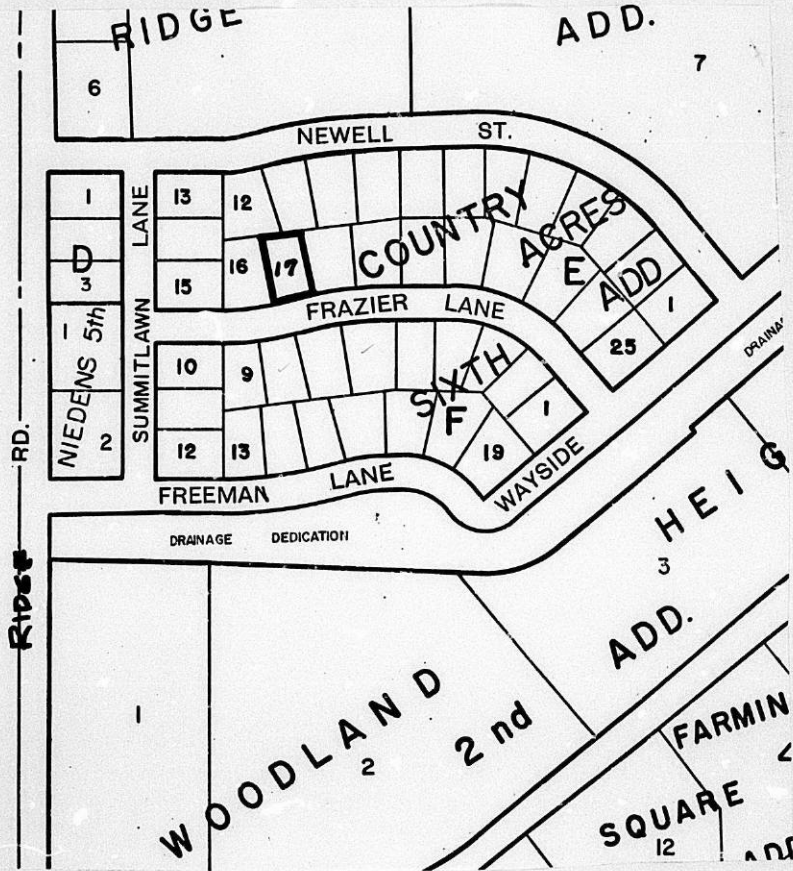 RIDGE ADD.
6
7
NEWELL ST.
1
13
12
LANE
COUNTRY ACRES
D
3
15
16
17
E
ADD
1
FRAZIER LANE
25
DRAINA
NIEDENS 5th
1
2
SUMMITLAWN
10
9
SIXTH
F
1
12
13
19
RD.
FREEMAN LANE
WAYSIDE
DRAINAGE DEDICATION
HEIG
3
RIDGE
ADD.
1
WOODLAND
2
2nd
FARMIN
SQUARE
12
ADD